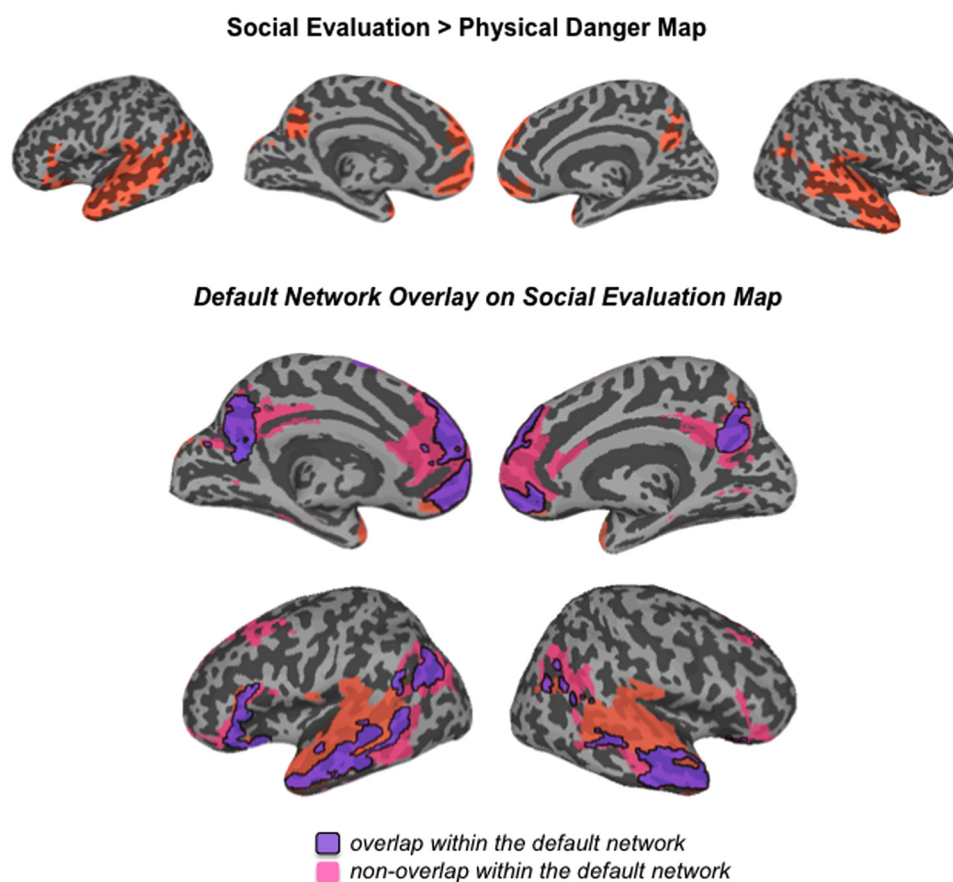 Social Evaluation > Physical Danger Map
Default Network Overlay on Social Evaluation Map
overlap within the default network
non-overlap within the default network